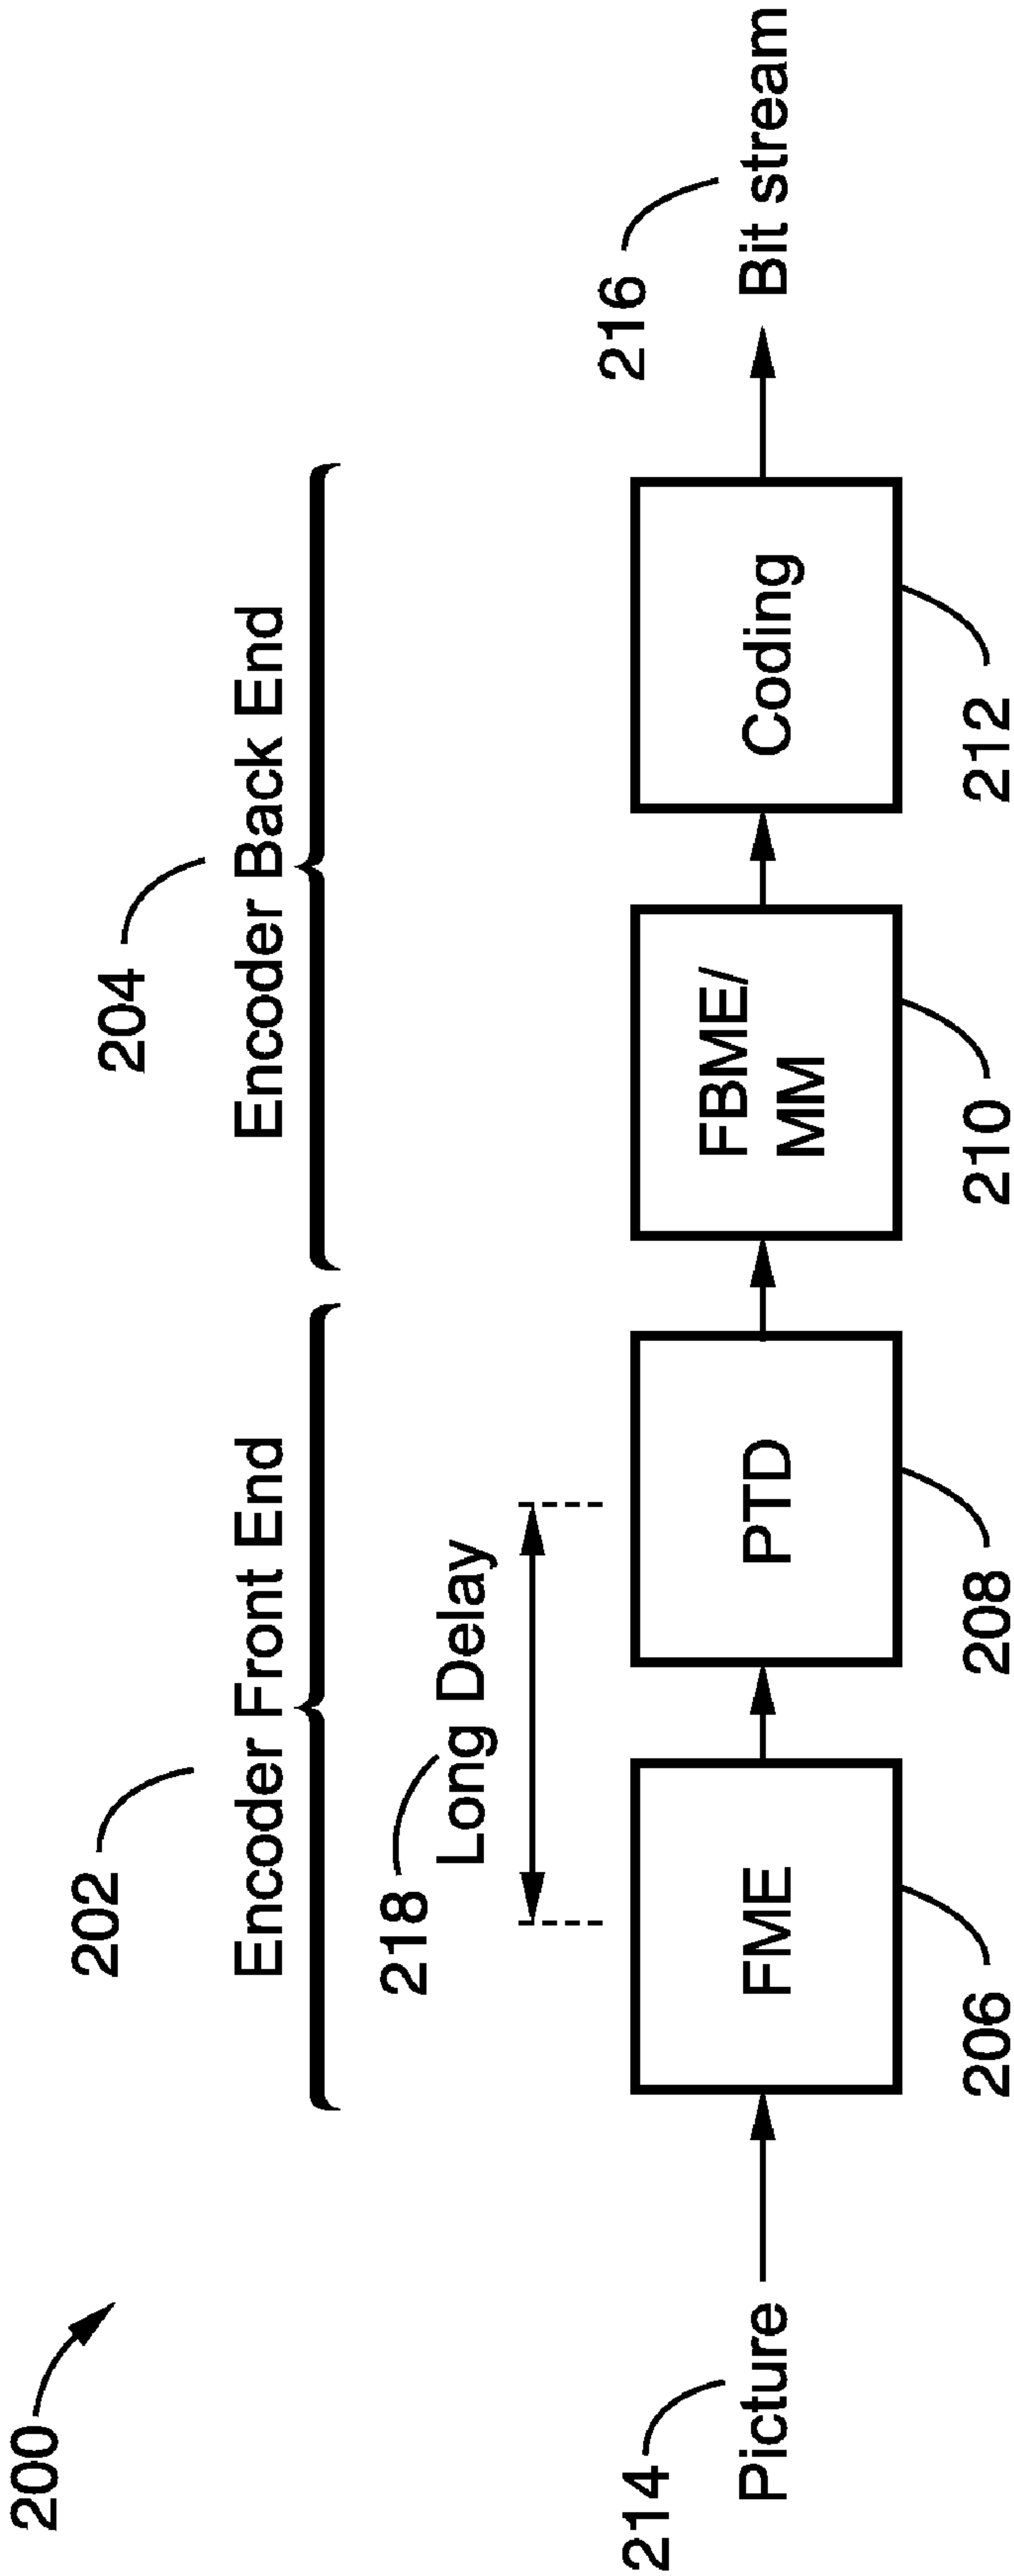 200
202
Encoder Front End
204
Encoder Back End
218
Long Delay
214
Picture
FME
PTD
FBME/
MM
Coding
216
Bit stream
206
208
210
212